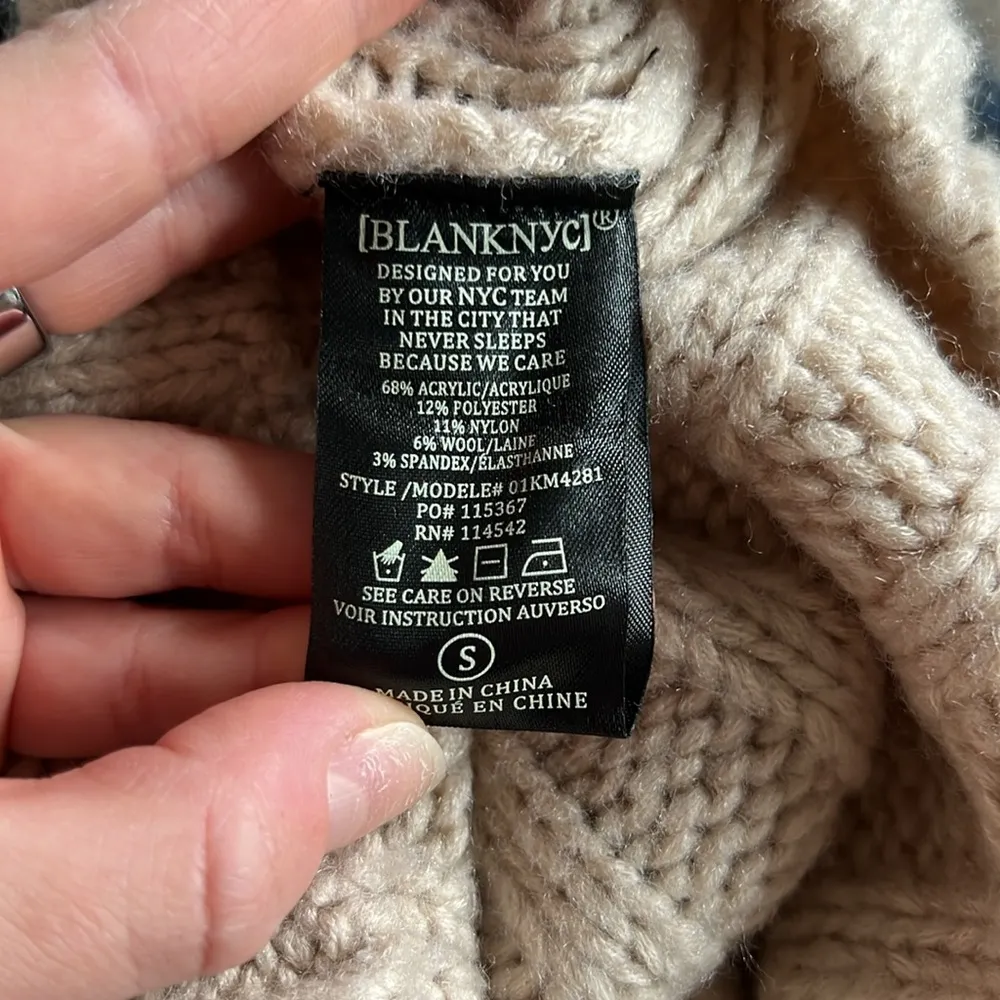 [BLANKNYC]®
DESIGNED FOR YOU
BY OUR NYC TEAM
IN THE CITY THAT
NEVER SLEEPS
BECAUSE WE CARE
68% ACRYLIC/ACRYLIQUE
12% POLYESTER
11% NYLON
6% WOOL/LAINE
3% SPANDEX/ÉLASTHANNE
STYLE /MODELE# 01KM4281
PO# 115367
RN# 114542
SEE CARE ON REVERSE
VOIR INSTRUCTION AUVERSO
S
MADE IN CHINA
EN CHINE